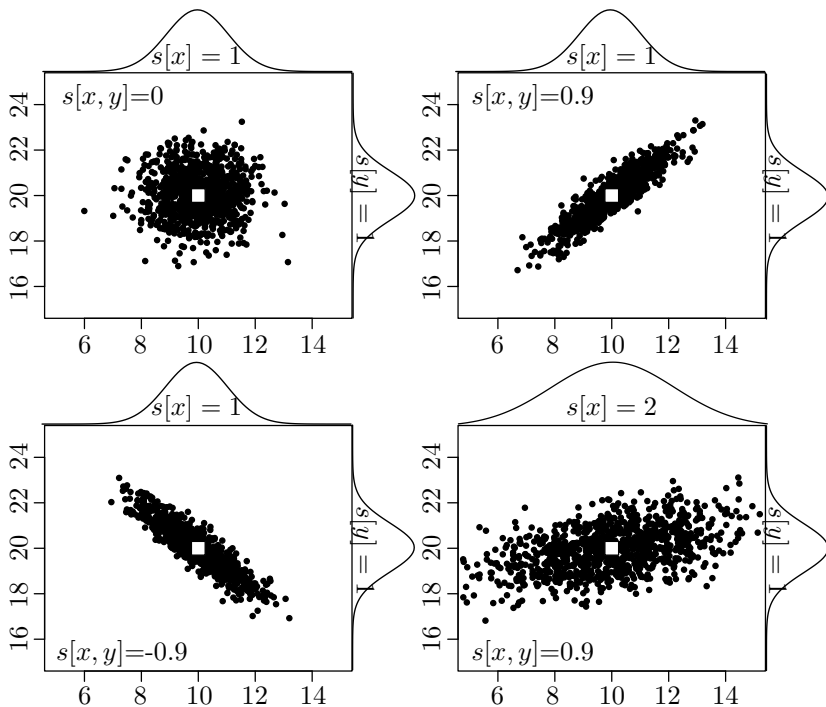 s[x] = 1
s[x, y]=0
s[y] = 1
24
22
20
18
16
6 8 10 12 14
s[x] = 1
s[x, y]=0.9
s[y] = 1
24
22
20
18
16
6 8 10 12 14
s[x] = 1
s[y] = 1
24
22
20
18
16
s[x, y]=-0.9
6 8 10 12 14
s[x] = 2
s[y] = 1
24
22
20
18
16
s[x, y]=0.9
6 8 10 12 14